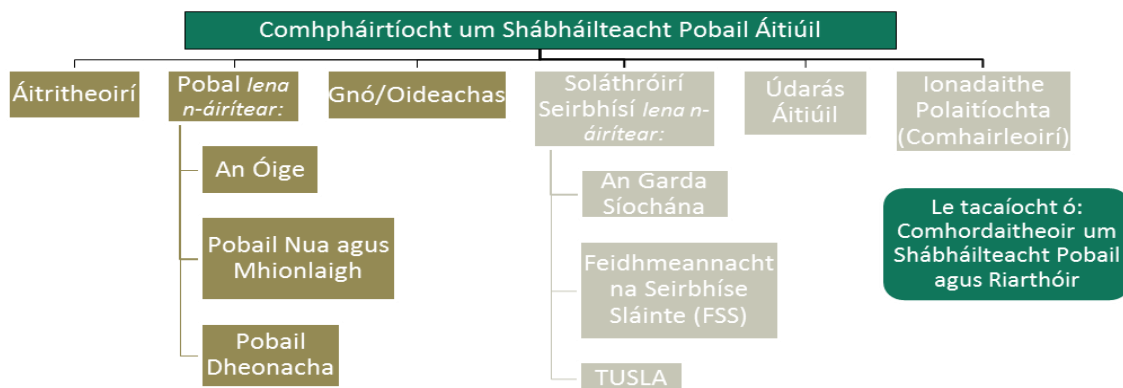 Comhpháirtíocht um Shábháilteacht Pobail Áitiúil
Áitritheoirí
Pobal lena
n-áirítear:
An Óige
Pobail Nua agus
Mhionlaigh
Pobail
Dheonacha
Gnó/Oideachas
Soláthróirí
Seirbhísí lena n-
áirítear:
An Garda
Síochána
Feidhmeannacht
na Seirbhíse
Sláinte (FSS)
TUSLA
Údarás
Áitiúil
Ionadaithe
Polaitíochta
(Comhairleoirí)
Le tacaíocht ó:
Comhordaitheoir um
Shábháilteacht Pobail
agus Riarthóir